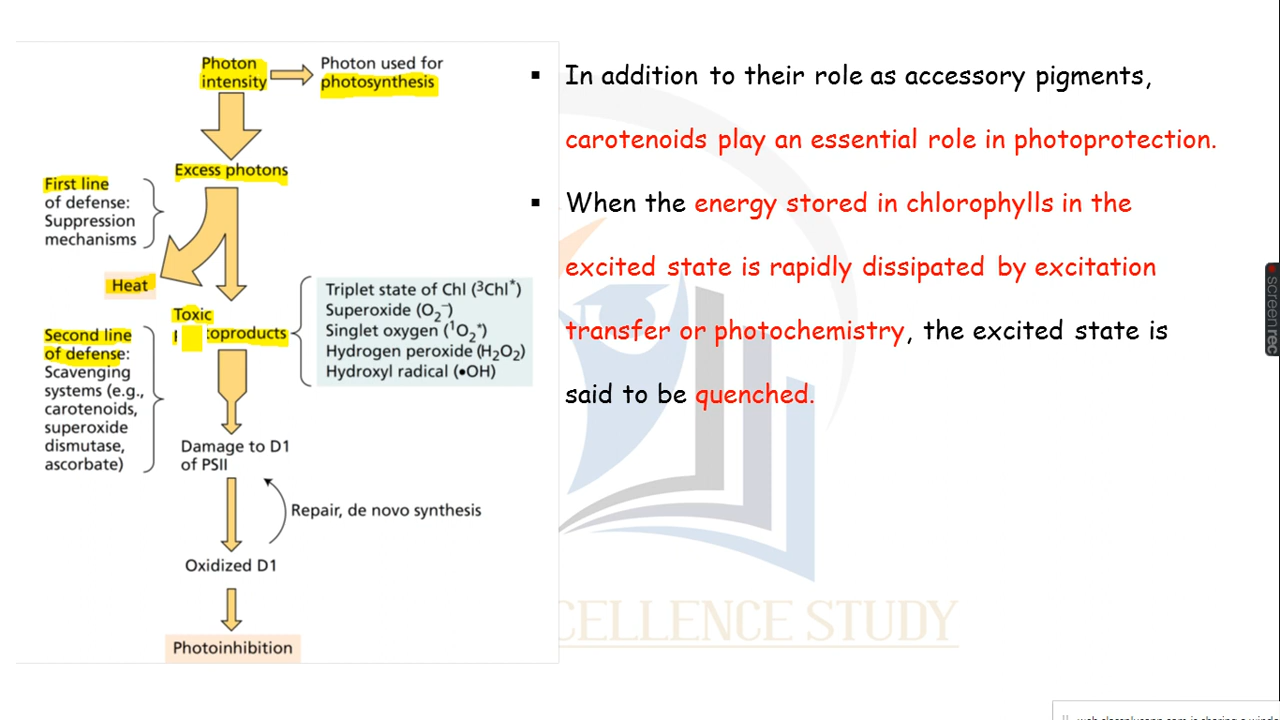 Photon intensity
Photon used for photosynthesis
Excess photons
First line
of defense:
Suppression
mechanisms
Heat
Toxic
toproducts
Triplet state of Chl (³Chl*)
Superoxide (O₂⁻)
Singlet oxygen (¹O₂*)
Hydrogen peroxide (H₂O₂)
Hydroxyl radical (•OH)
Second line
of defense:
Scavenging
systems (e.g.,
carotenoids,
superoxide
dismutase,
ascorbate)
Damage to D1
of PSII
Repair, de novo synthesis
Oxidized D1
Photoinhibition
▪ In addition to their role as accessory pigments,
carotenoids play an essential role in photoprotection.
▪ When the energy stored in chlorophylls in the
excited state is rapidly dissipated by excitation
transfer or photochemistry, the excited state is
said to be quenched.
CELLENCE STUDY
screenrec